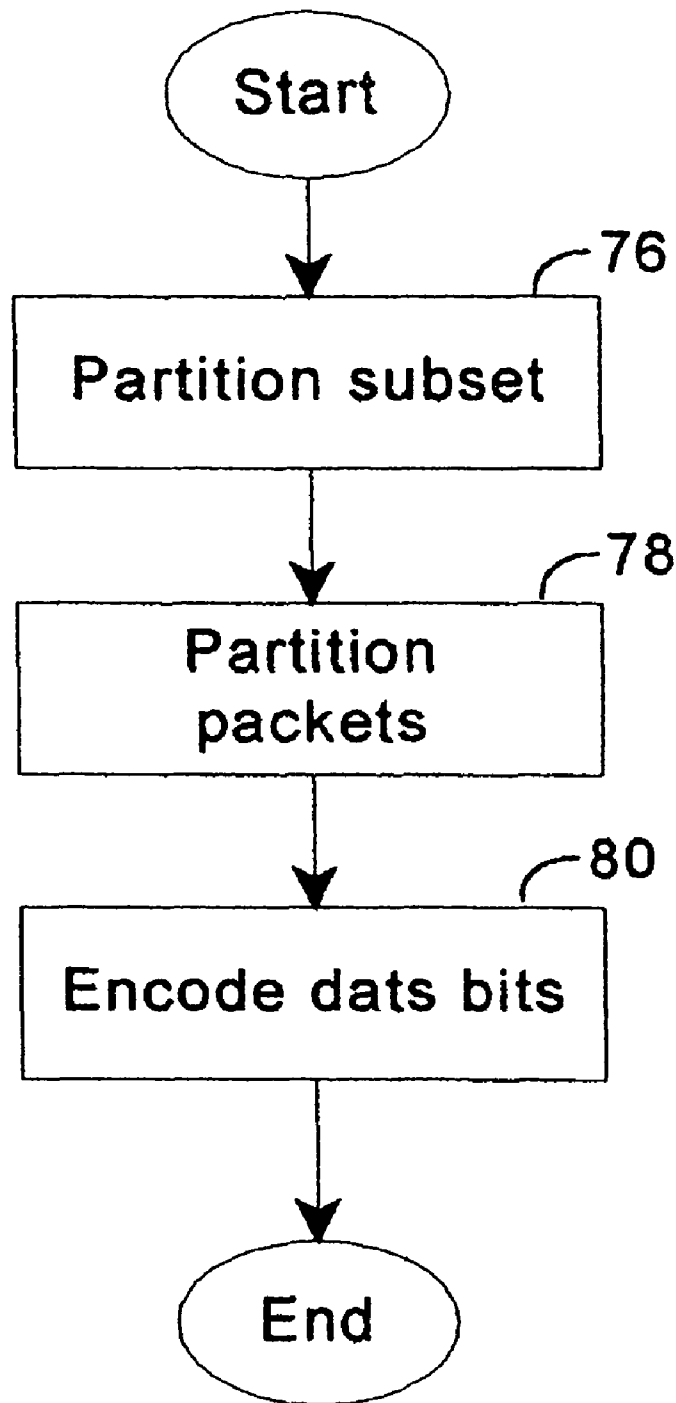 Start
76
Partition subset
78
Partition
packets
80
Encode dats bits
End